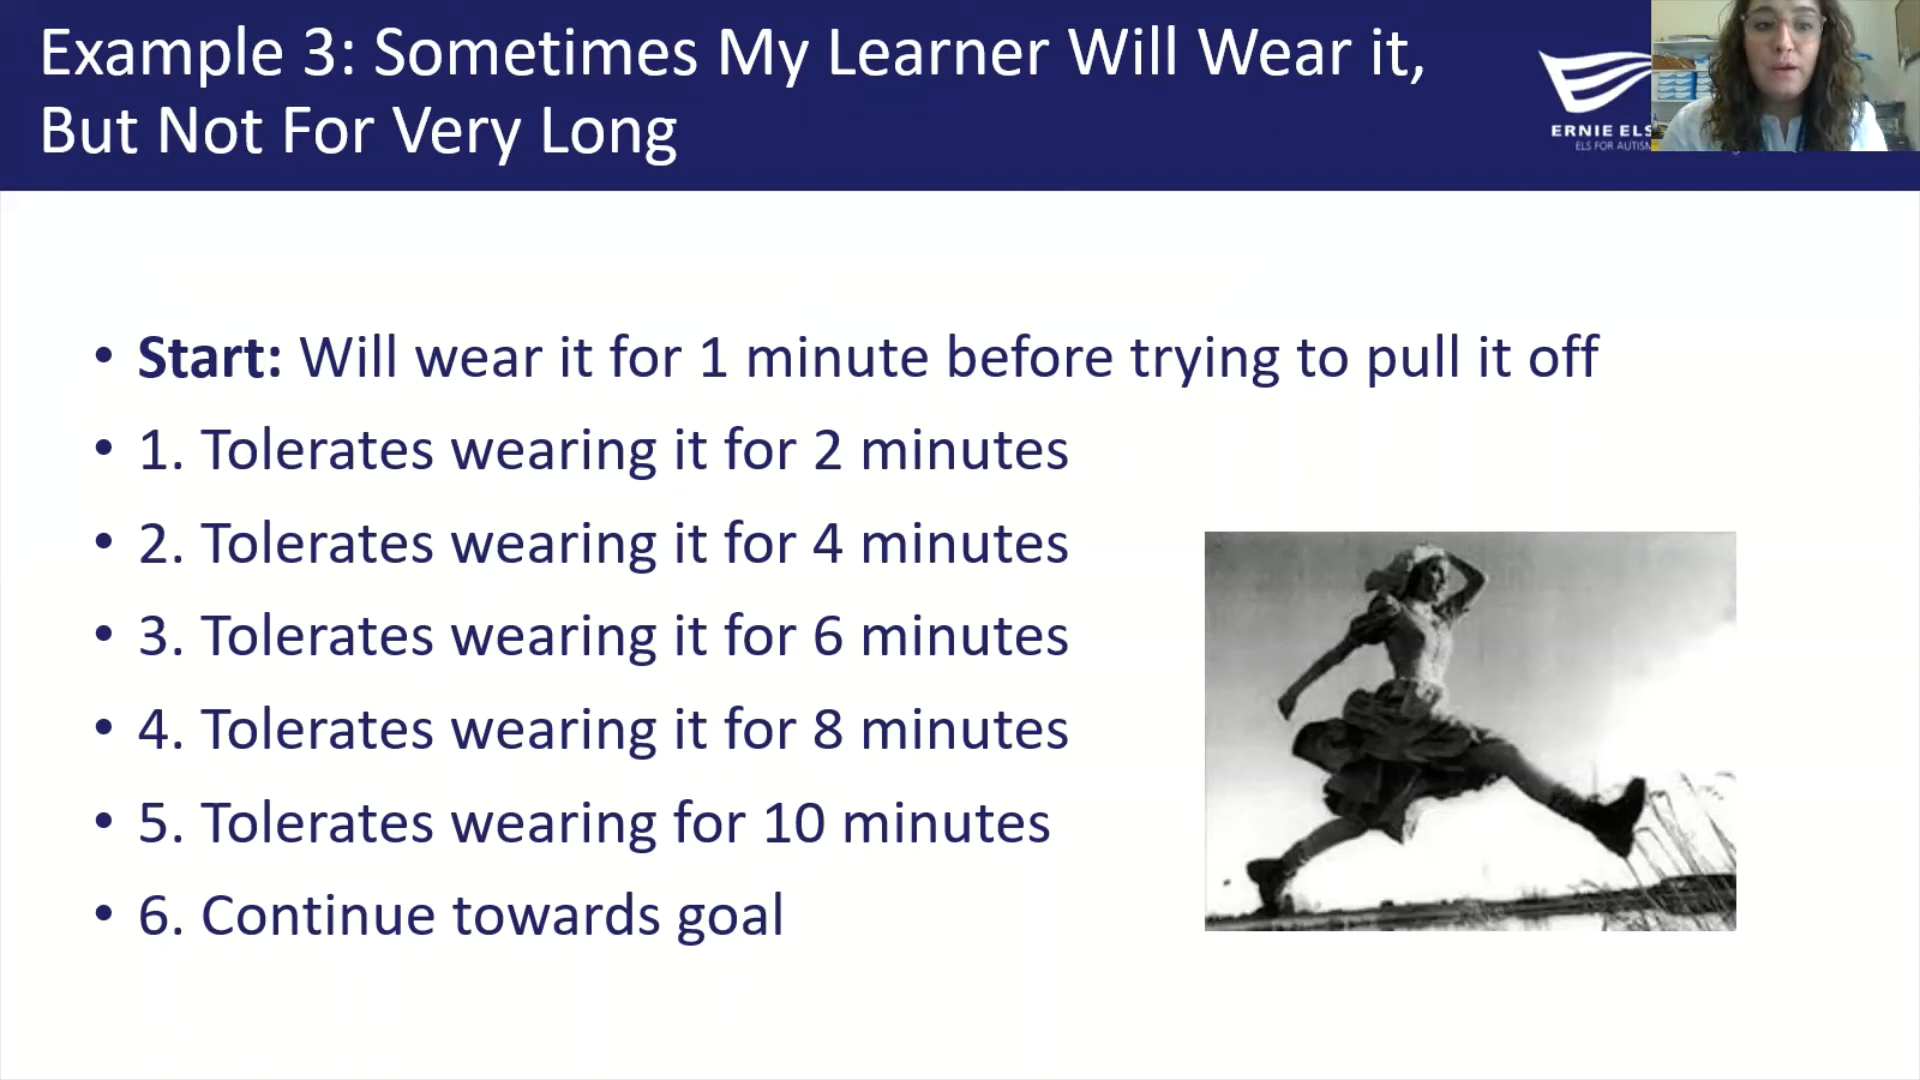 Example 3: Sometimes My Learner Will Wear it,
But Not For Very Long
ERNIE ELS
ELS FOR AUTISM
• Start: Will wear it for 1 minute before trying to pull it off
• 1. Tolerates wearing it for 2 minutes
• 2. Tolerates wearing it for 4 minutes
• 3. Tolerates wearing it for 6 minutes
• 4. Tolerates wearing it for 8 minutes
• 5. Tolerates wearing for 10 minutes
• 6. Continue towards goal